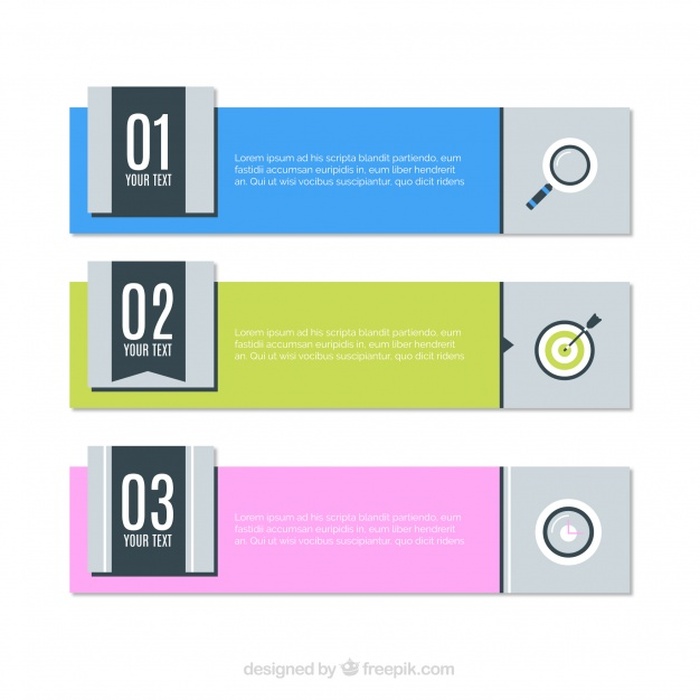 01
YOUR TEXT
Lorem ipsum ad his scripta blandit partiendo, eum
fastidii accumsan euripidis in, eum liber hendrerit
an. Qui ut wisi vocibus suscipiantur, quo dicit ridens
02
YOUR TEXT
Lorem ipsum ad his scripta blandit partiendo, eum
fastidii accumsan euripidis in, eum liber hendrerit
an. Qui ut wisi vocibus suscipiantur, quo dicit ridens
03
YOUR TEXT
Lorem ipsum ad his scripta blandit partiendo, eum
fastidii accumsan euripidis in, eum liber hendrerit
an. Qui ut wisi vocibus suscipiantur, quo dicit ridens
designed by freepik.com